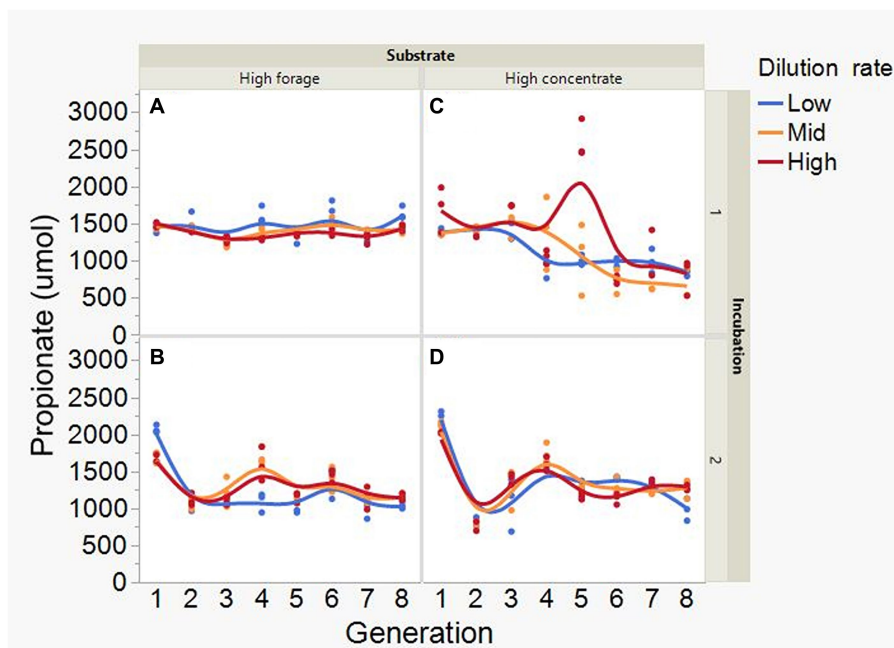 Substrate
High forage
High concentrate
Dilution rate
Low
Mid
High
A
C
3000
2500
2000
1500
1000
500
0
1
B
D
3000
2500
2000
1500
1000
500
0
2
Incubation
Propionate (umol)
1 2 3 4 5 6 7 8
1 2 3 4 5 6 7 8
Generation